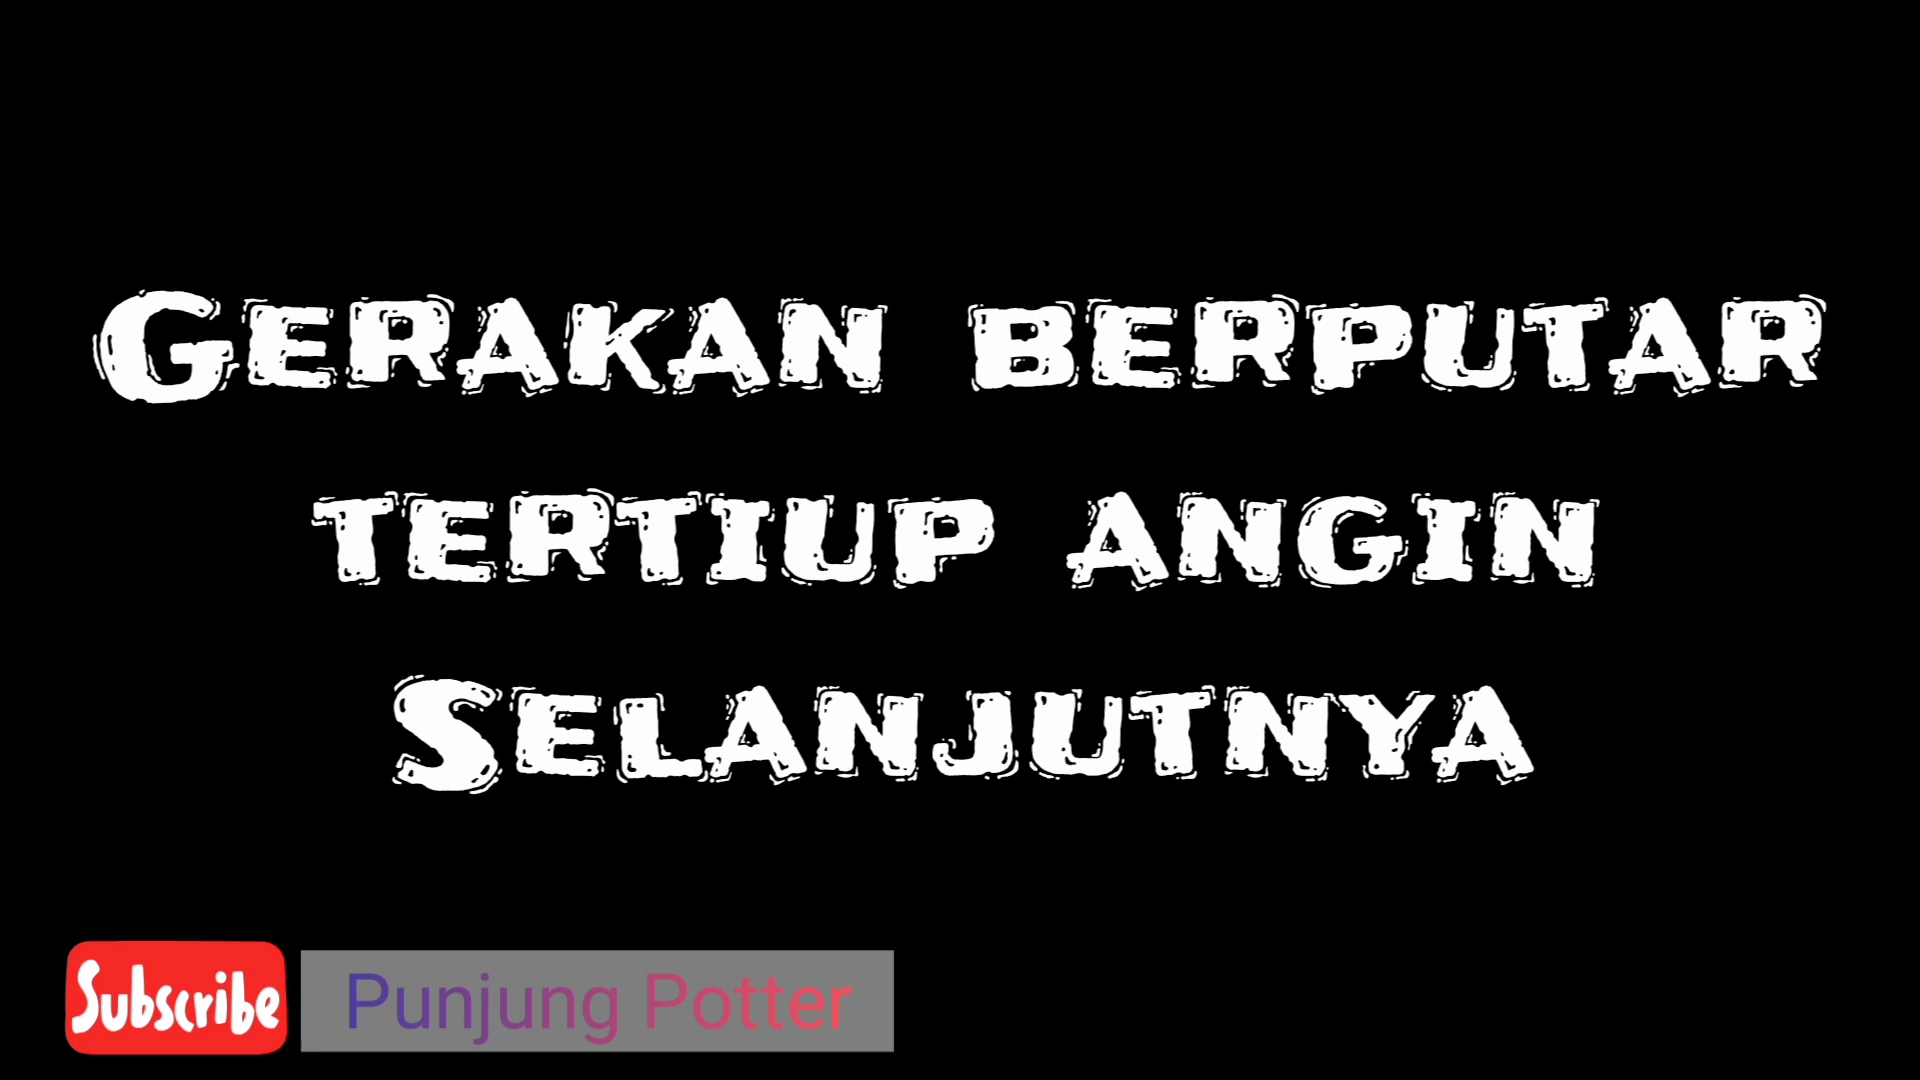 Gerakan berputar
tertiup angin
Selanjutnya
Subscribe
Punjung Potter